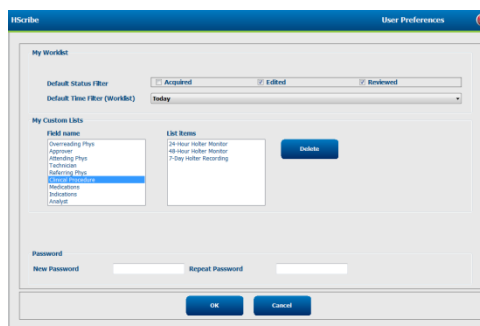 HScribe User Preferences
My Worklist
Default Status Filter Acquired Edited Reviewed
Default Time Filter (Worklist) Today
My Custom Lists
Field name List items
Overreading Phys
Approver
Attending Phys
Technician
Referring Phys
Clinical Procedure
Medications
Indications
Analyst
24-Hour Holter Monitor
48-Hour Holter Monitor
7-Day Holter Recording
Delete
Password
New Password Repeat Password
OK Cancel